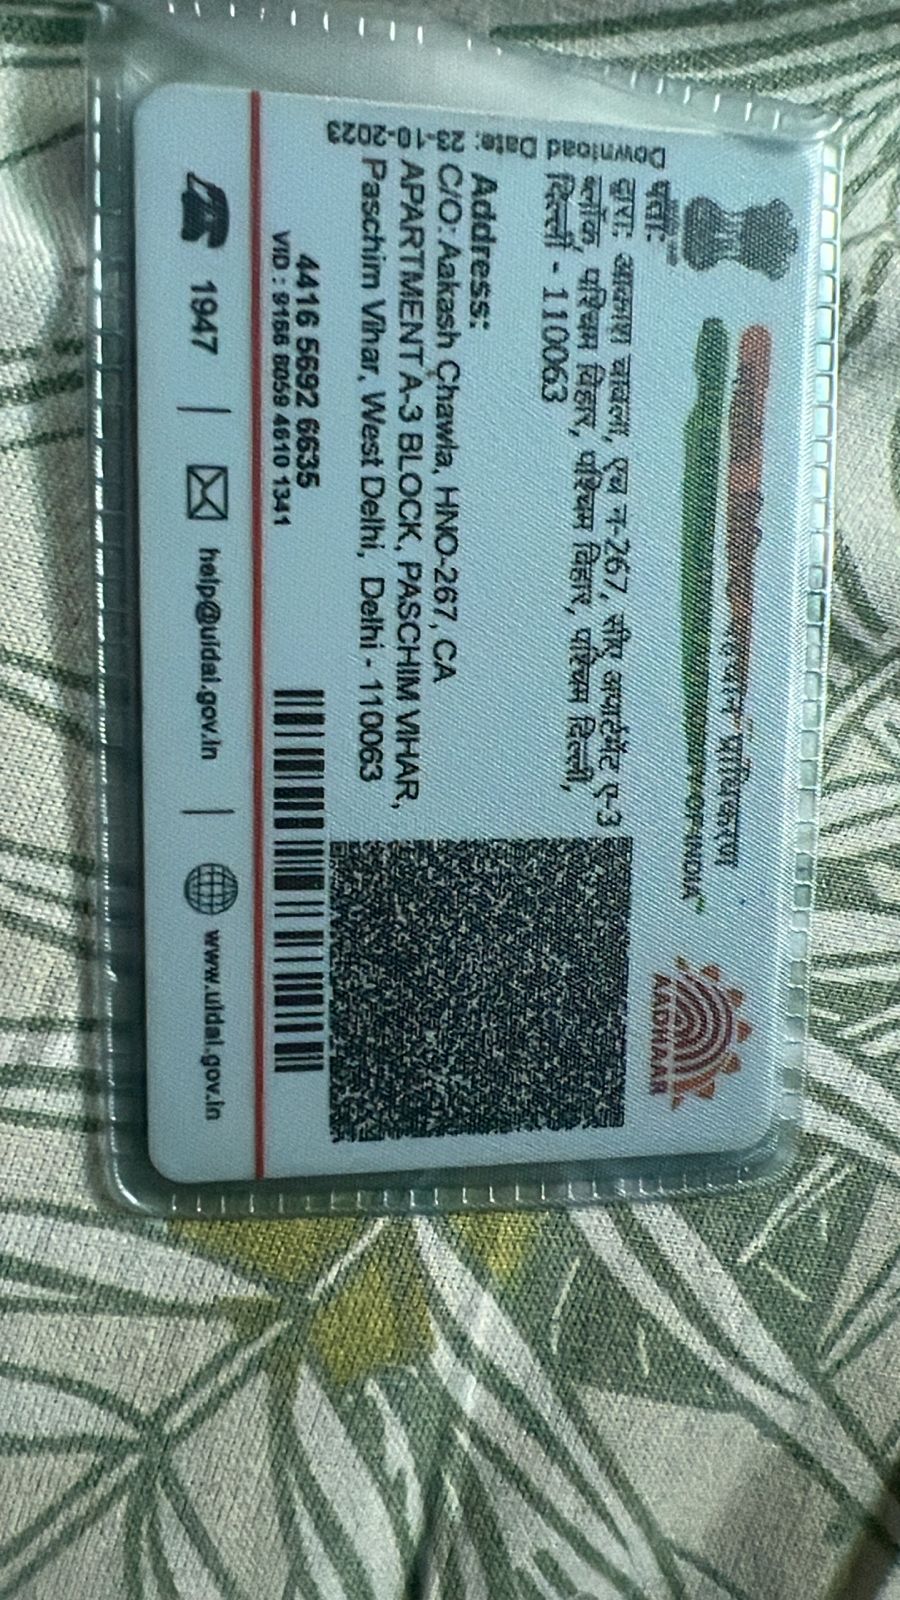 प्राधिकरण
OF INDIA
AADHAAR
Download Date: 23-10-2023
पता:
द्वारा: आकाश चावला, एच न-267, सीए अपार्टमेंट ए-3
ब्लॉक, पश्चिम विहार, पश्चिम विहार, पश्चिम दिल्ली,
दिल्ली - 110063
Address:
C/O: Aakash Chawla, HNO-267, CA
APARTMENT A-3 BLOCK, PASCHIM VIHAR,
Paschim Vihar, West Delhi, Delhi - 110063
4416 5692 6635
VID : 9156 8059 4610 1341
1947 | help@uidai.gov.in | www.uidai.gov.in